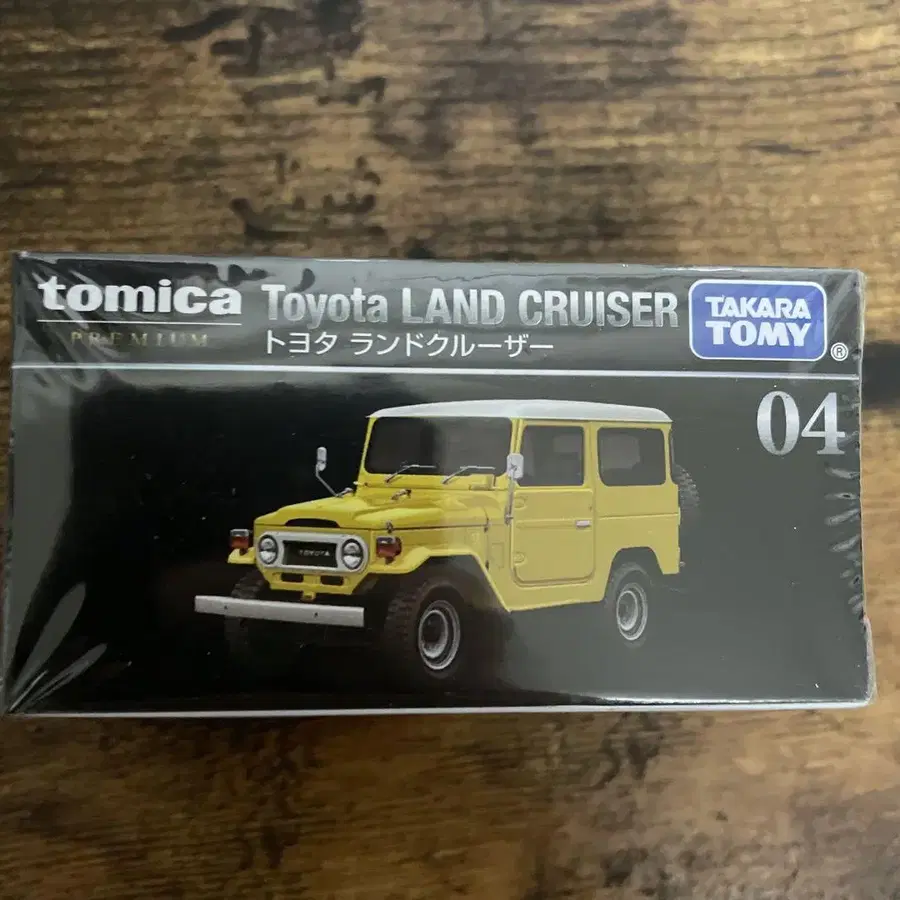 tomica Toyota LAND CRUISER
PREMIUM トヨタ ランドクルーザー
TAKARA
TOMY
®
04
TOYOTA